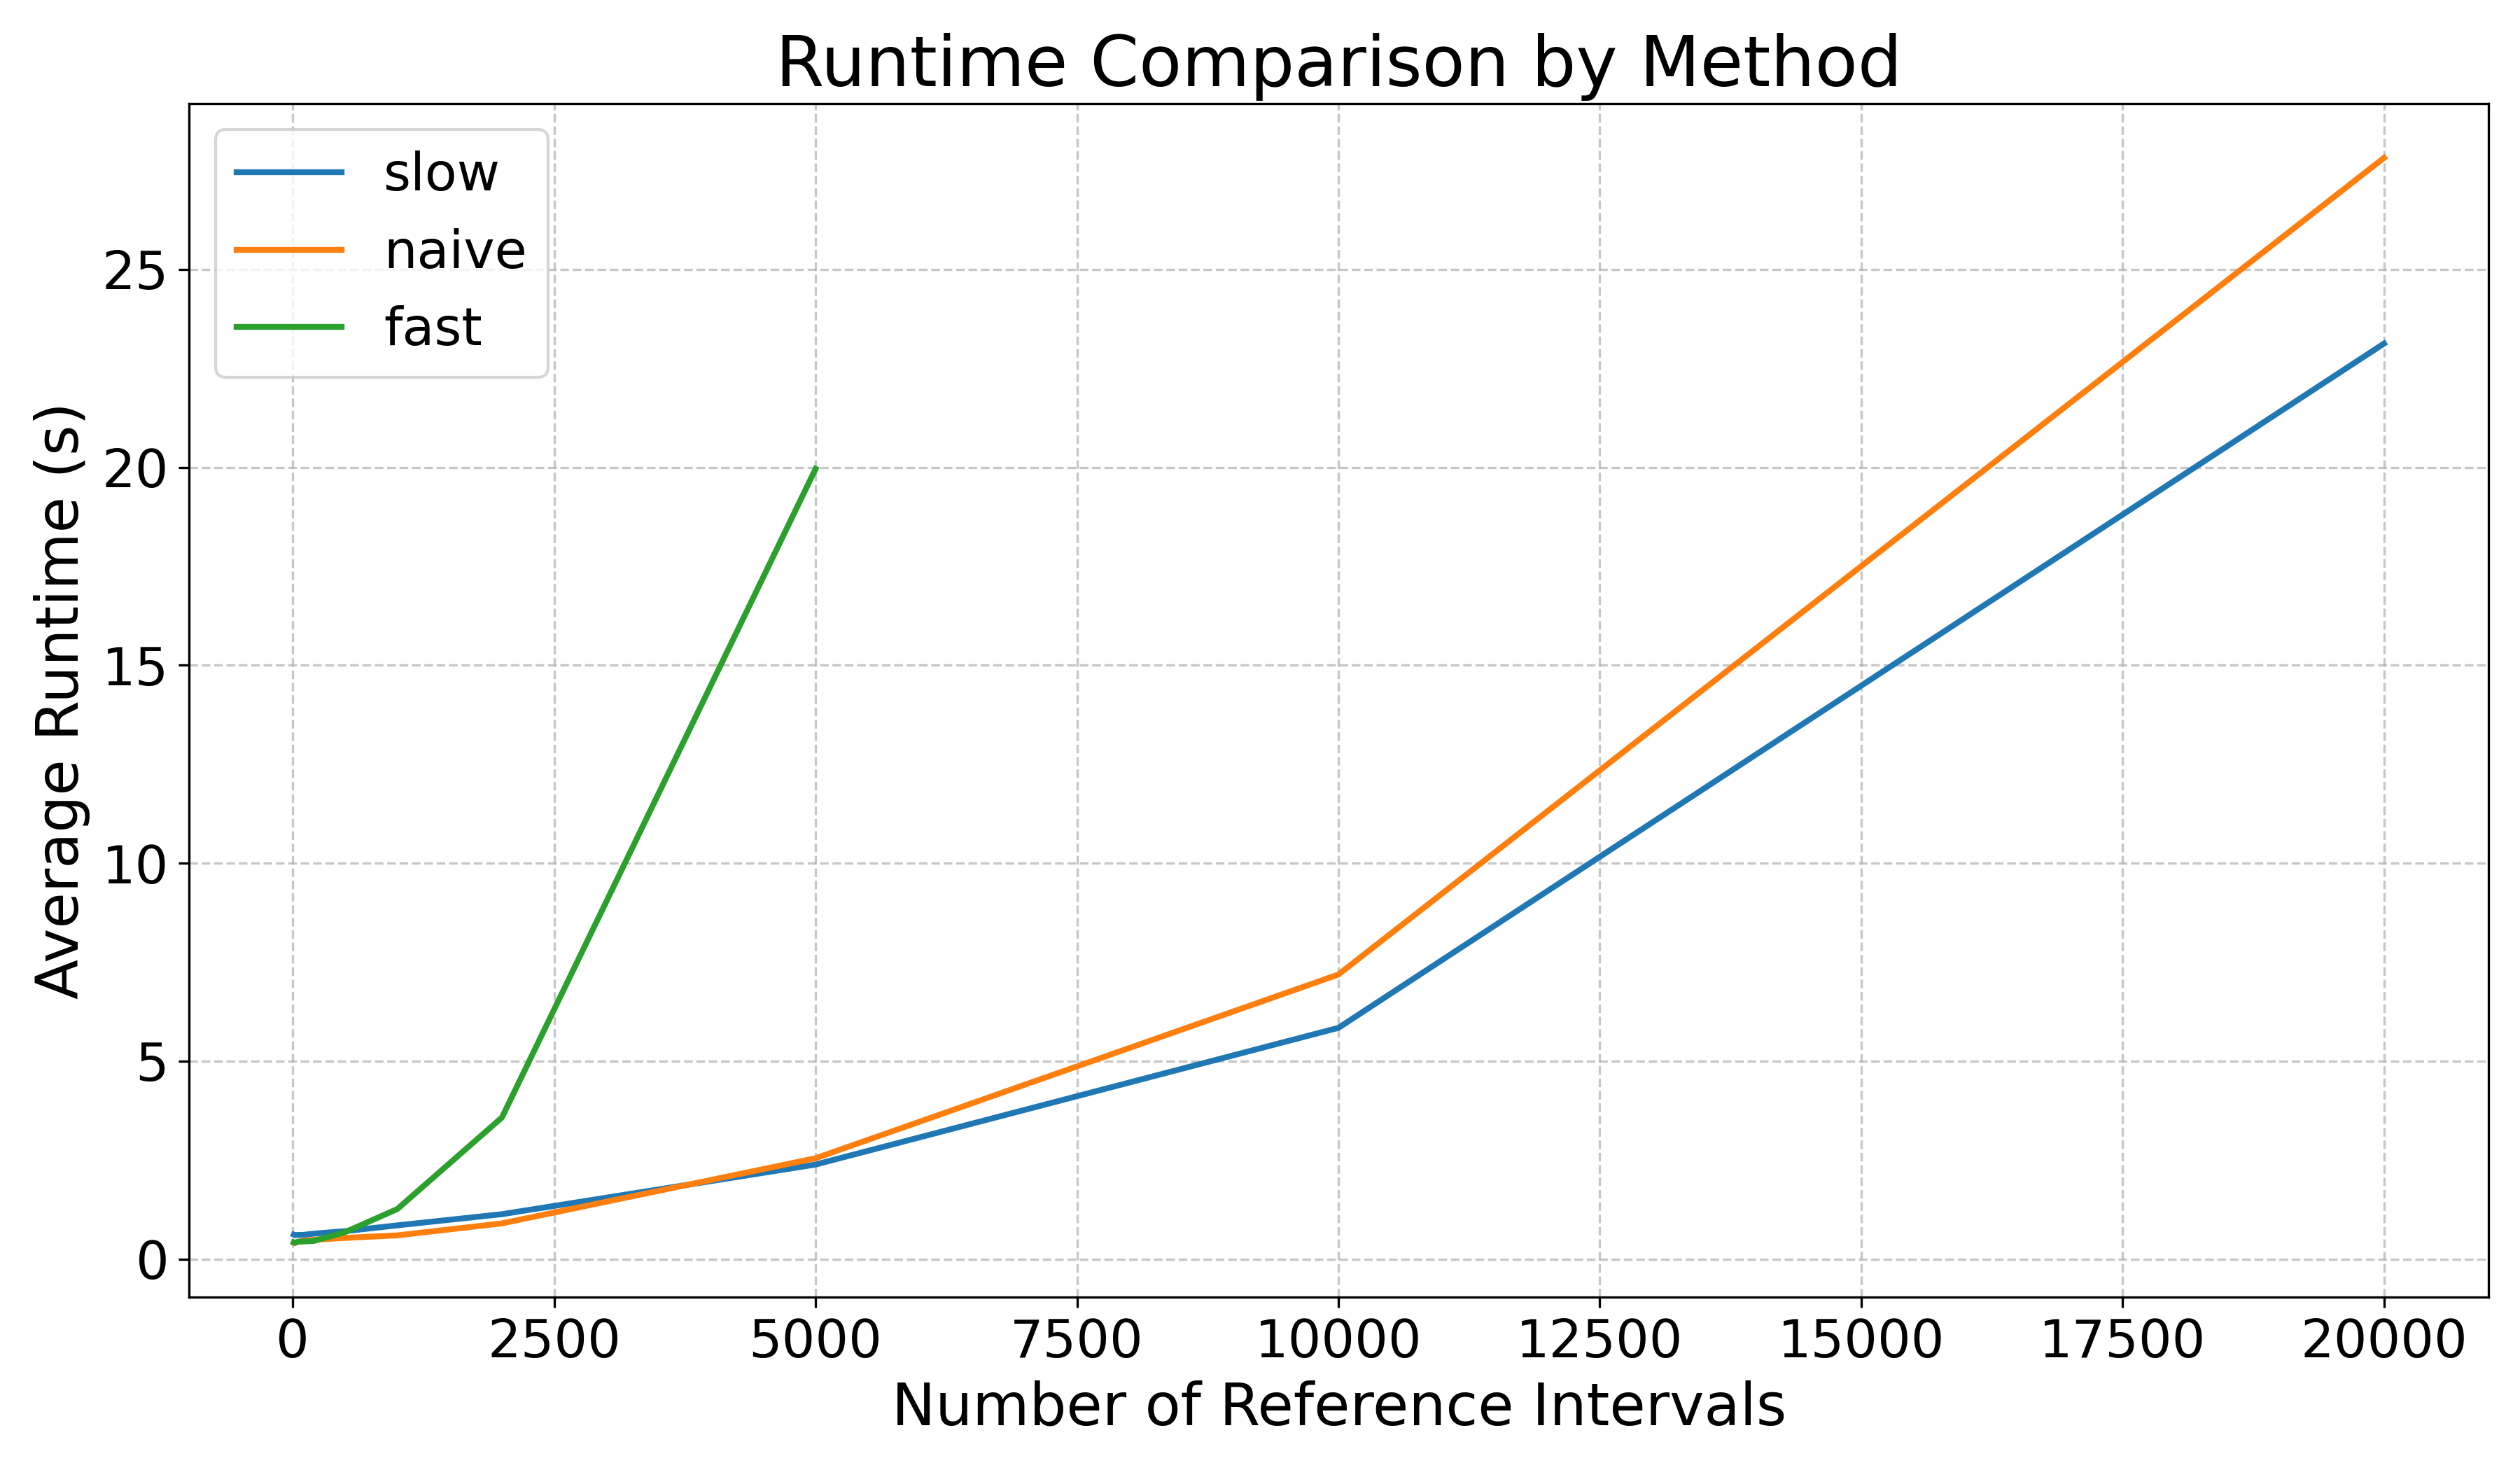 Runtime Comparison by Method
slow
naive
fast
Average Runtime (s)
25
20
15
10
5
0
0 2500 5000 7500 10000 12500 15000 17500 20000
Number of Reference Intervals